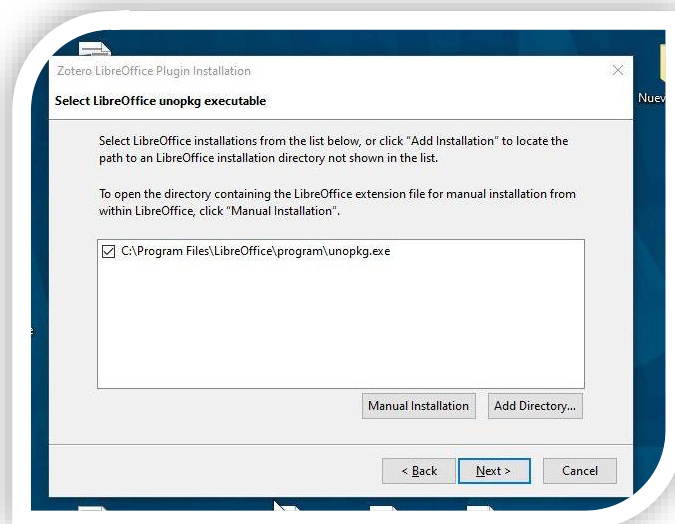 Zotero LibreOffice Plugin Installation
Select LibreOffice unopkg executable
Nuev
Select LibreOffice installations from the list below, or click "Add Installation" to locate the
path to an LibreOffice installation directory not shown in the list.
To open the directory containing the LibreOffice extension file for manual installation from
within LibreOffice, click "Manual Installation".
C:\Program Files\LibreOffice\program\unopkg.exe
e
Manual Installation
Add Directory...
< Back
Next >
Cancel